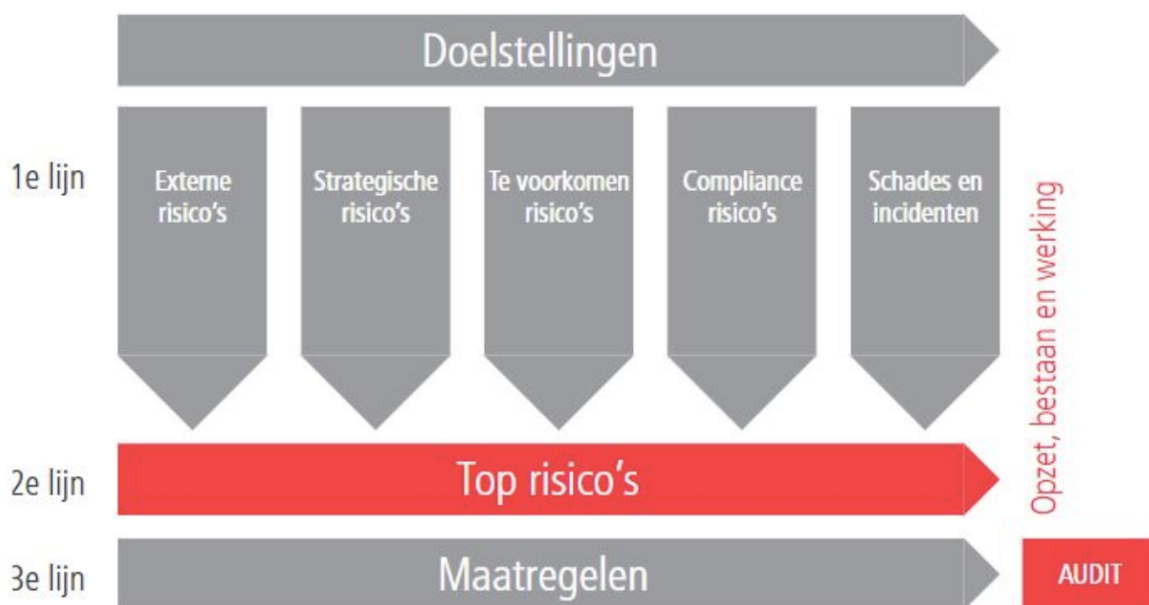 Doelstellingen
1e lijn
Externe
risico's
Strategische
risico's
Te voorkomen
risico's
Compliance
risico's
Schades en
incidenten
Opzet, bestaan en werking
2e lijn
Top risico's
3e lijn
Maatregelen
AUDIT